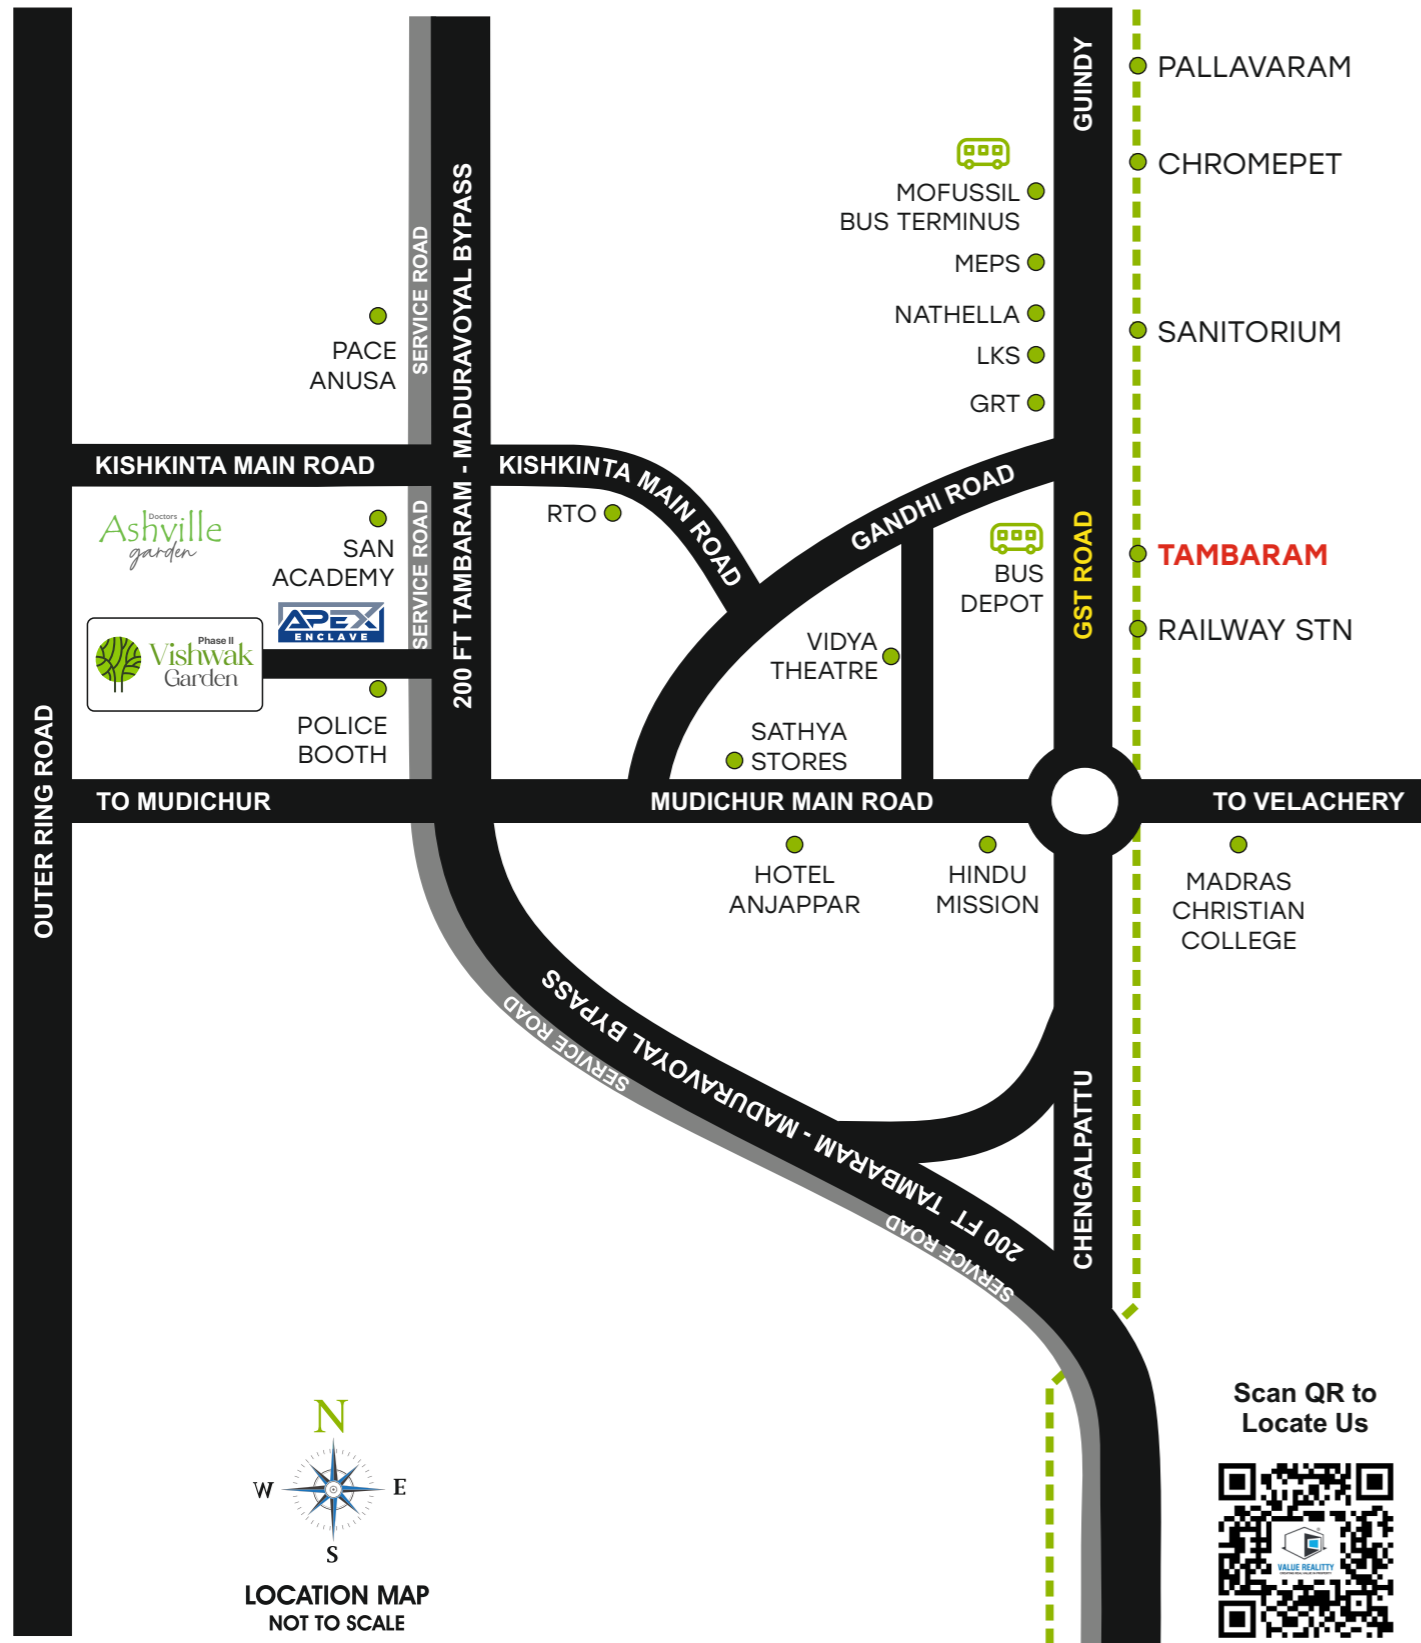 GUINDY
PALLAVARAM
CHROMEPET
MOFUSSIL
BUS TERMINUS
MEPS
NATHELLA
LKS
GRT
SANITORIUM
SERVICE ROAD
200 FT TAMBARAM - MADURAVOYAL BYPASS
PACE
ANUSA
KISHKINTA MAIN ROAD
KISHKINTA MAIN ROAD
GANDHI ROAD
Doctors
Ashville
garden
SAN
ACADEMY
SERVICE ROAD
RTO
BUS
DEPOT
GST ROAD
TAMBARAM
RAILWAY STN
APEX
ENCLAVE
Phase II
Vishwak
Garden
VIDYA
THEATRE
POLICE
BOOTH
SATHYA
STORES
OUTER RING ROAD
TO MUDICHUR
MUDICHUR MAIN ROAD
TO VELACHERY
HOTEL
ANJAPPAR
HINDU
MISSION
MADRAS
CHRISTIAN
COLLEGE
200 FT TAMBARAM - MADURAVOYAL BYPASS
SERVICE ROAD
SERVICE ROAD
CHENGALPATTU
N
W
E
S
LOCATION MAP
NOT TO SCALE
Scan QR to
Locate Us
VALUE REALITTY